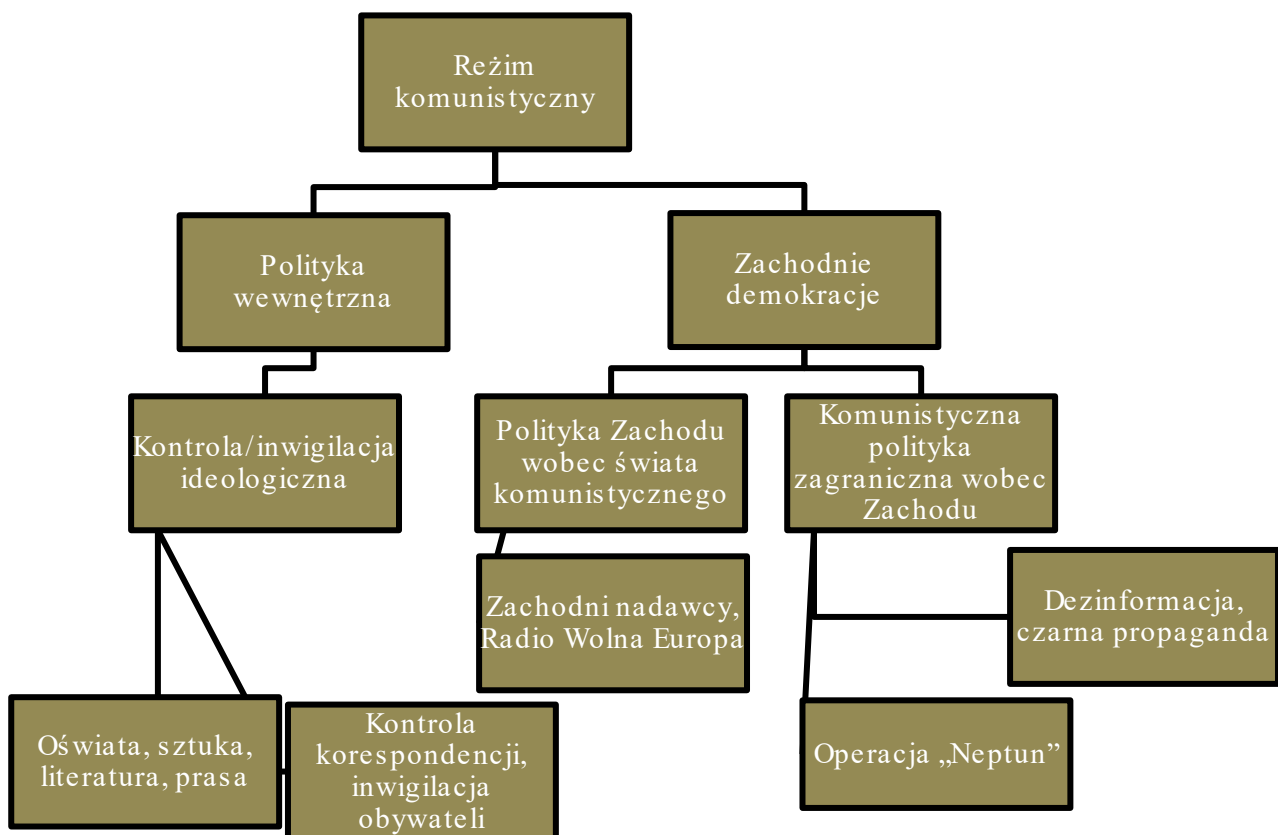 Reżim
komunistyczny
Polityka
wewnętrzna
Zachodnie
demokracje
Kontrola/inwigilacja
ideologiczna
Polityka Zachodu
wobec świata
komunistycznego
Komunistyczna
polityka
zagraniczna wobec
Zachodu
Zachodni nadawcy,
Radio Wolna Europa
Dezinformacja,
czarna propaganda
Oświata, sztuka,
literatura, prasa
Kontrola
korespondencji,
inwigilacja
obywateli
Operacja „Neptun”